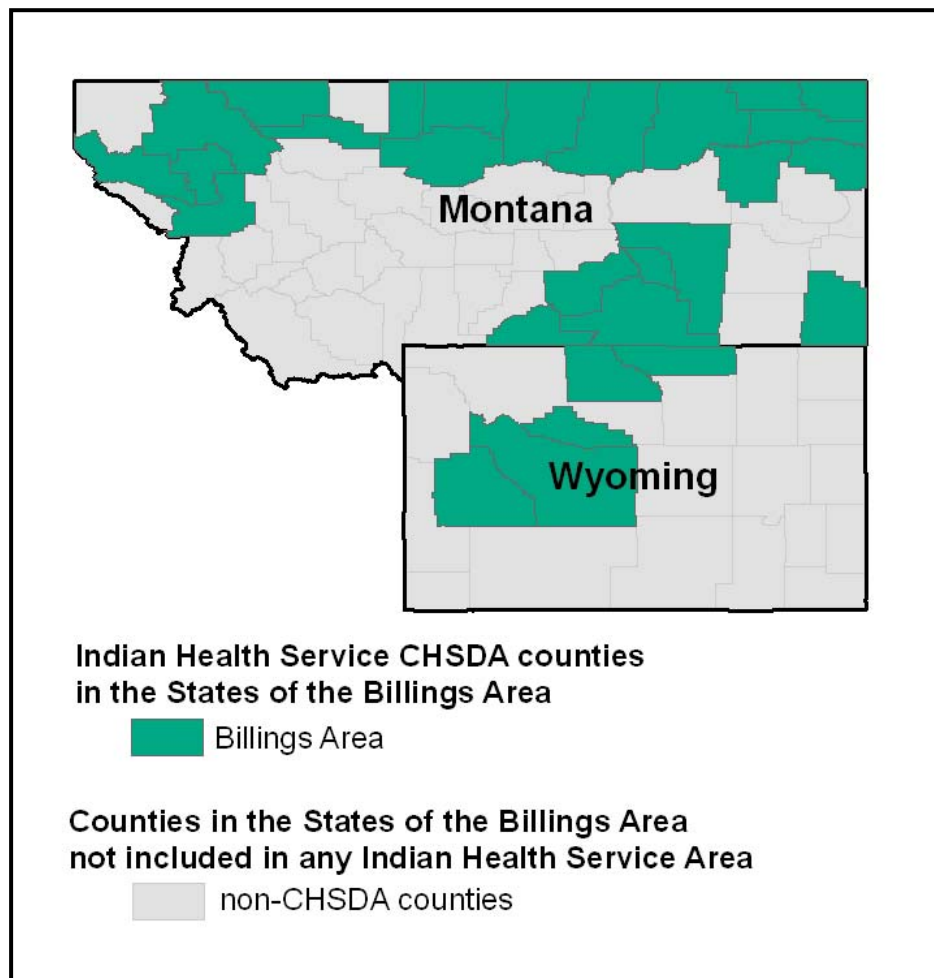 Montana
Wyoming
Indian Health Service CHSDA counties
in the States of the Billings Area
Billings Area
Counties in the States of the Billings Area
not included in any Indian Health Service Area
non-CHSDA counties